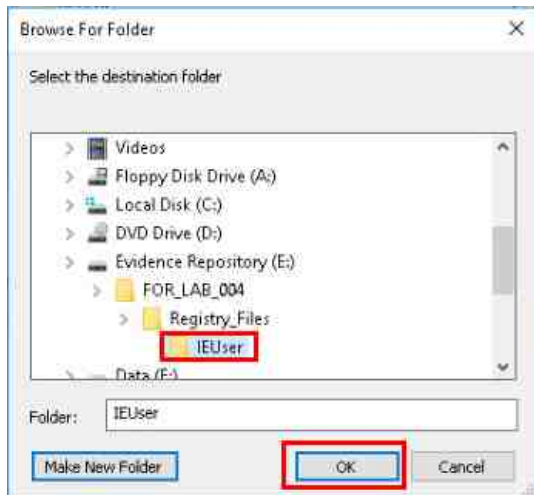 Browse For Folder
Select the destination folder
Videos
Floppy Disk Drive (A:)
Local Disk (C:)
DVD Drive (D:)
Evidence Repository (E:)
FOR_LAB_004
Registry_Files
IEUser
Data (F:)
Folder: IEUser
Make New Folder OK Cancel